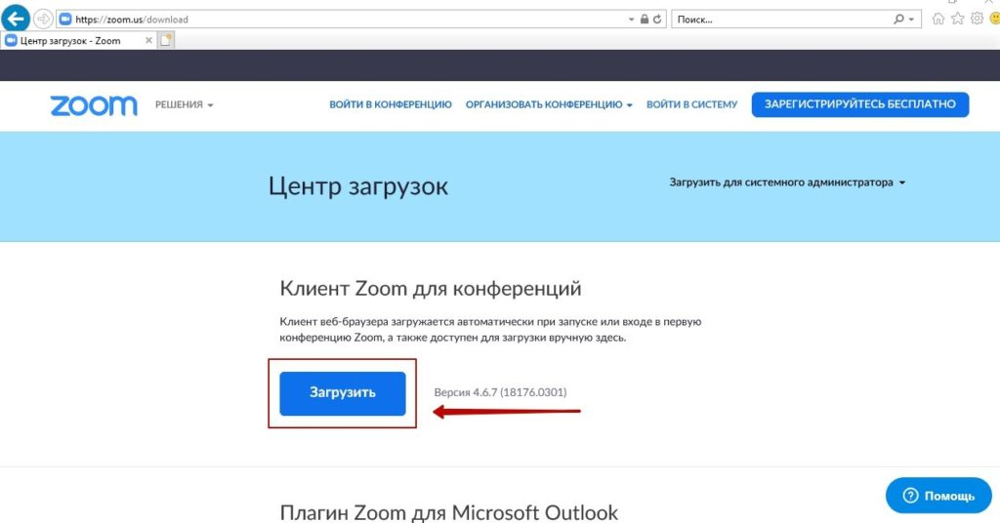 https://zoom.us/download
Поиск...
Центр загрузок - Zoom
zoom
РЕШЕНИЯ
ВОЙТИ В КОНФЕРЕНЦИЮ
ОРГАНИЗОВАТЬ КОНФЕРЕНЦИЮ
ВОЙТИ В СИСТЕМУ
ЗАРЕГИСТРИРУЙТЕСЬ БЕСПЛАТНО
Центр загрузок
Загрузить для системного администратора
Клиент Zoom для конференций
Клиент веб-браузера загружается автоматически при запуске или входе в первую
конференцию Zoom, а также доступен для загрузки вручную здесь.
Загрузить
Версия 4.6.7 (18176.0301)
Помощь
Плагин Zoom для Microsoft Outlook